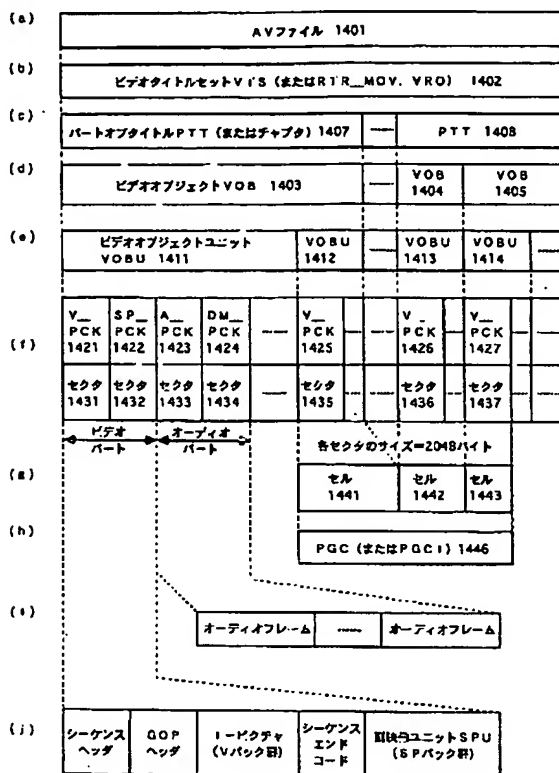 (a)
AVファイル 1401
(b)
ビデオタイトルセットVTS (またはRTR_MOV. VRO) 1402
(c)
パートオブタイトルPTT (またはチャプタ) 1407
PTT 1408
(d)
ビデオオブジェクトVOB 1403
VOB 1404
VOB 1405
(e)
ビデオオブジェクトユニット
VOBU 1411
VOBU 1412
VOBU 1413
VOBU 1414
(f)
V_ PCK 1421
SP_ PCK 1422
A_ PCK 1423
DM_ PCK 1424
V_ PCK 1425
V_ PCK 1426
V_ PCK 1427
セクタ 1431
セクタ 1432
セクタ 1433
セクタ 1434
セクタ 1435
セクタ 1436
セクタ 1437
ビデオ パート
オーディオ パート
各セクタのサイズ=2048バイト
(g)
セル 1441
セル 1442
セル 1443
(h)
PGC (またはPGCI) 1446
(i)
オーディオフレーム
オーディオフレーム
(j)
シーケンス ヘッダ
GOP ヘッダ
I-ピクチャ (Vパック群)
シーケンス エンド コード
副映像ユニットSPU (SPパック群)